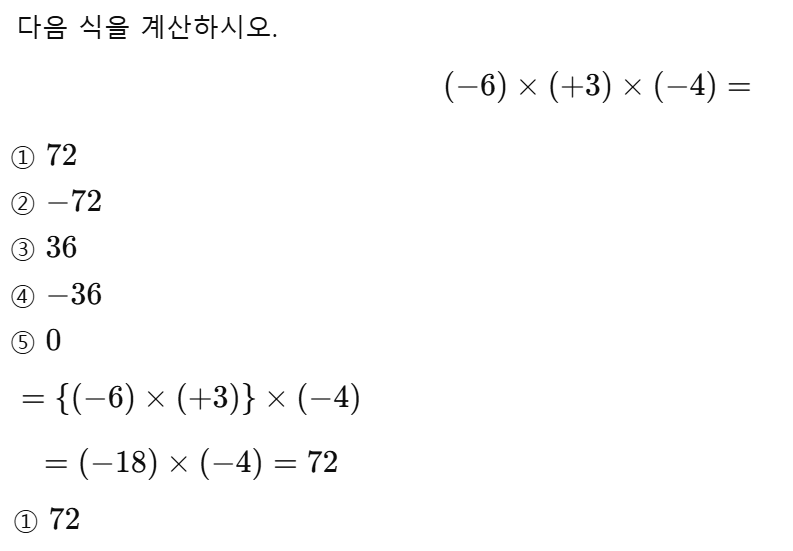 다음 식을 계산하시오.
(−6) × (+3) × (−4) =
① 72
② −72
③ 36
④ −36
⑤ 0
= {(−6) × (+3)} × (−4)
= (−18) × (−4) = 72
① 72